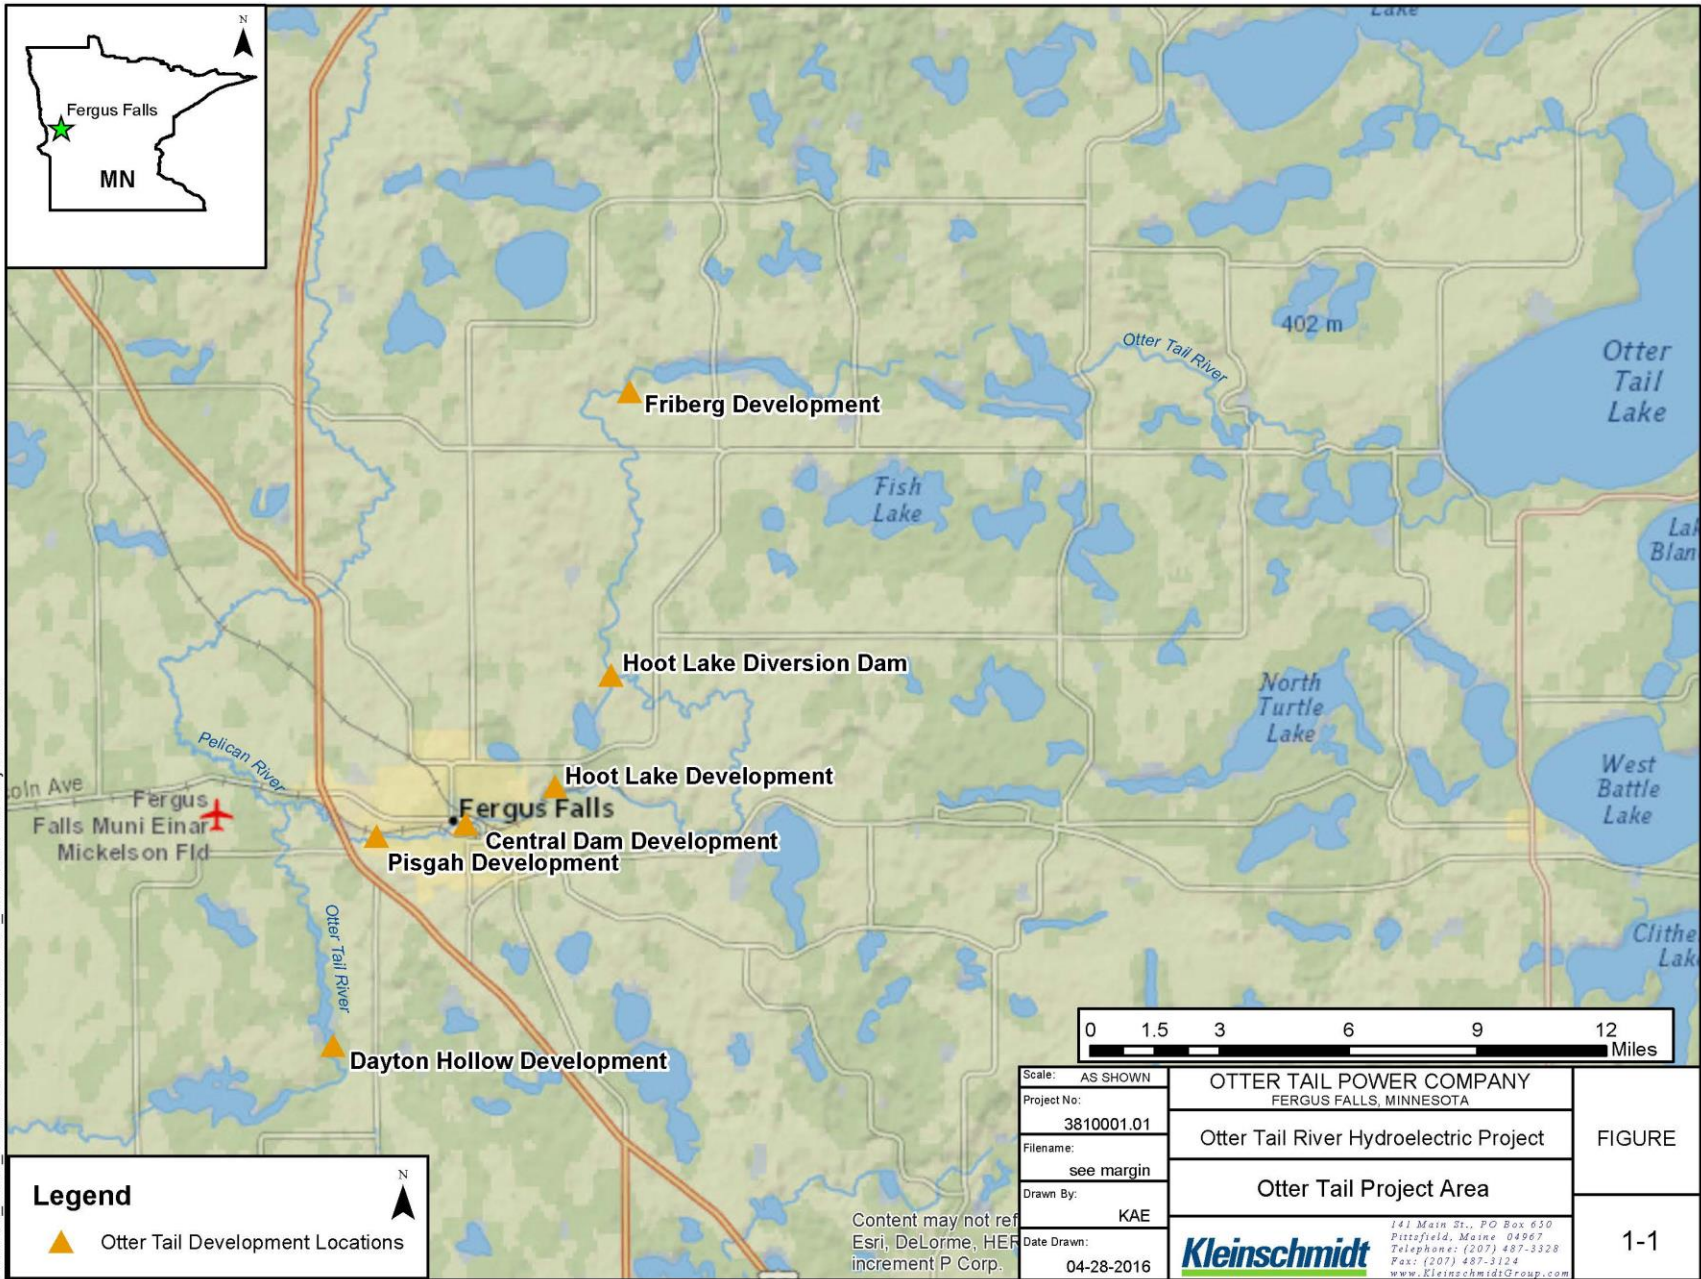 N
Fergus Falls
MN
Lake
402 m
Otter Tail River
Otter
Tail
Lake
Friberg Development
Fish
Lake
Hoot Lake Diversion Dam
North
Turtle
Lake
West
Battle
Lake
Pelican River
Hoot Lake Development
oln Ave
Fergus
Falls Muni Einar
Mickelson Fld
Fergus Falls
Central Dam Development
Pisgah Development
Otter Tail River
Clithe
Lak
Dayton Hollow Development
0 1.5 3 6 9 12
Miles
Legend
N
Otter Tail Development Locations
Content may not ref
Esri, DeLorme, HER
increment P Corp.
Scale: AS SHOWN
Project No:
3810001.01
Filename:
see margin
Drawn By:
KAE
Date Drawn:
04-28-2016
OTTER TAIL POWER COMPANY
FERGUS FALLS, MINNESOTA
Otter Tail River Hydroelectric Project
Otter Tail Project Area
Kleinschmidt
141 Main St., PO Box 650
Pittsfield, Maine 04967
Telephone: (207) 487-3328
Fax: (207) 487-3124
www.KleinschmidtGroup.com
FIGURE
1-1